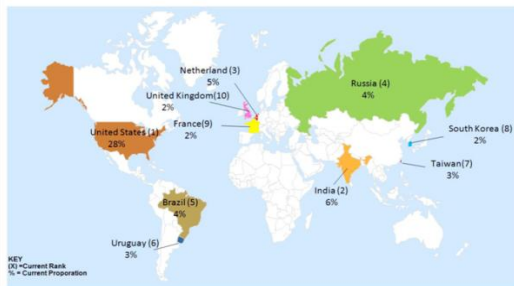 Netherland (3)
5%
Russia (4)
4%
United Kingdom(10)
2%
United States (1)
28%
France(9)
2%
South Korea (8)
2%
Taiwan(7)
3%
India (2)
6%
Brazil (5)
4%
Uruguay (6)
3%
KEY
(X) =Current Rank
% = Current Proporation